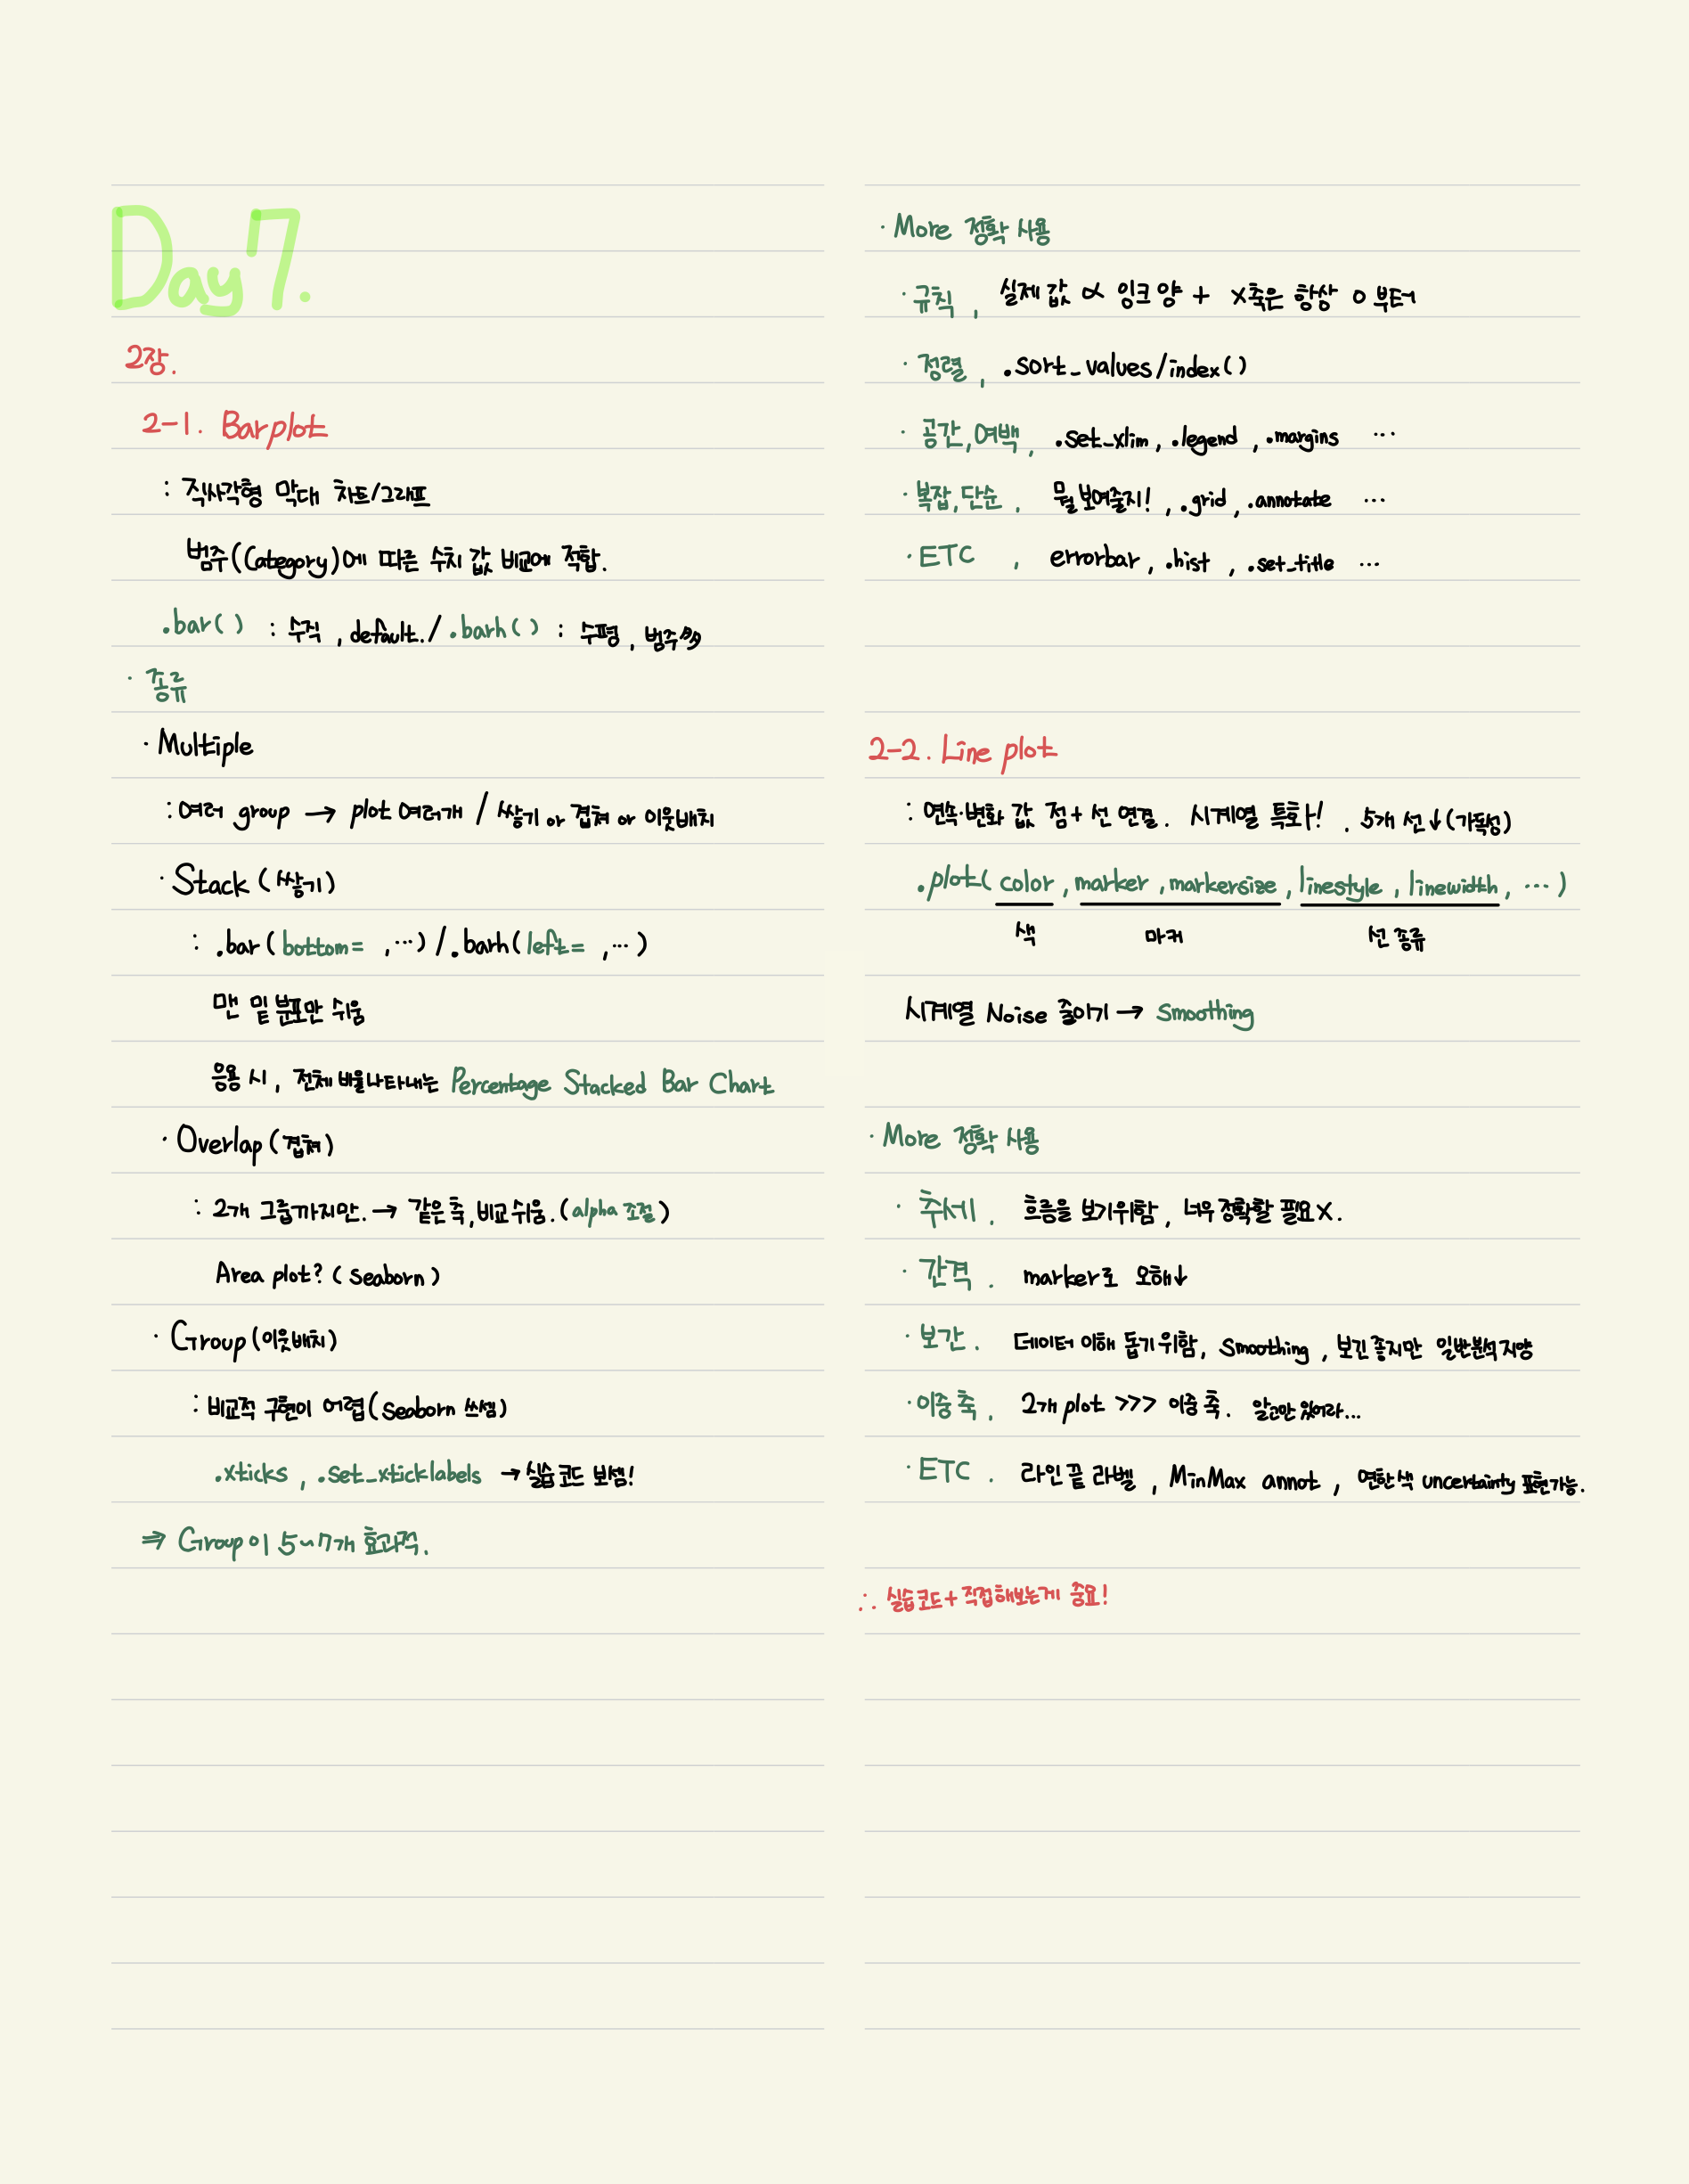 Day 7.
2장.
2-1. Barplot
: 직사각형 막대 차트/그래프
범주(Category)에 따른 수치 값 비교에 적합.
.bar() : 수직, default. / .barh() : 수평, 범주多
· 종류
· Multiple
: 여러 group → plot 여러개 / 쌓기 or 겹쳐 or 이웃배치
· Stack (쌓기)
: .bar( bottom= ,…) / .barh( left= ,…)
맨 밑 분포만 쉬움
응용 시, 전체 비율나타내는 Percentage Stacked Bar Chart
· Overlap (겹쳐)
: 2개 그룹까지만. → 같은 축, 비교 쉬움. (alpha 조절)
Area plot? (seaborn)
· Group (이웃배치)
: 비교적 구현이 어렵 (seaborn 쓰셈)
.xticks , .set_xticklabels → 실습 코드 보셈!
⇒ Group이 5~7개 효과적.
· More 정확 사용
· 규칙 , 실제 값 ∝ 잉크 양 + X축은 항상 0 부터
· 정렬 , .sort_values/index()
· 공간, 여백 , .set_xlim , .legend , .margins …
· 복잡, 단순 . 뭘 보여줄지! , .grid , .annotate …
· ETC , errorbar , .hist , .set_title …
2-2. Line plot
: 연속·변화 값 점+선 연결. 시계열 특화! . 5개 선↓(가독성)
.plot( color , marker , markersize , linestyle , linewidth , … )
색 마커 선 종류
시계열 Noise 줄이기 → smoothing
· More 정확 사용
· 추세 . 흐름을 보기위함 , 너무 정확할 필요X.
· 간격 . marker로 오해↓
· 보간 . 데이터 이해 돕기 위함, smoothing , 보긴 좋지만 일반분석 지양
· 이중 축 . 2개 plot >>> 이중 축. 알고만 있어라...
· ETC . 라인 끝 라벨 , MinMax annot , 연한 색 uncertainty 표현가능.
∴ 실습 코드 + 직접해보는게 중요!